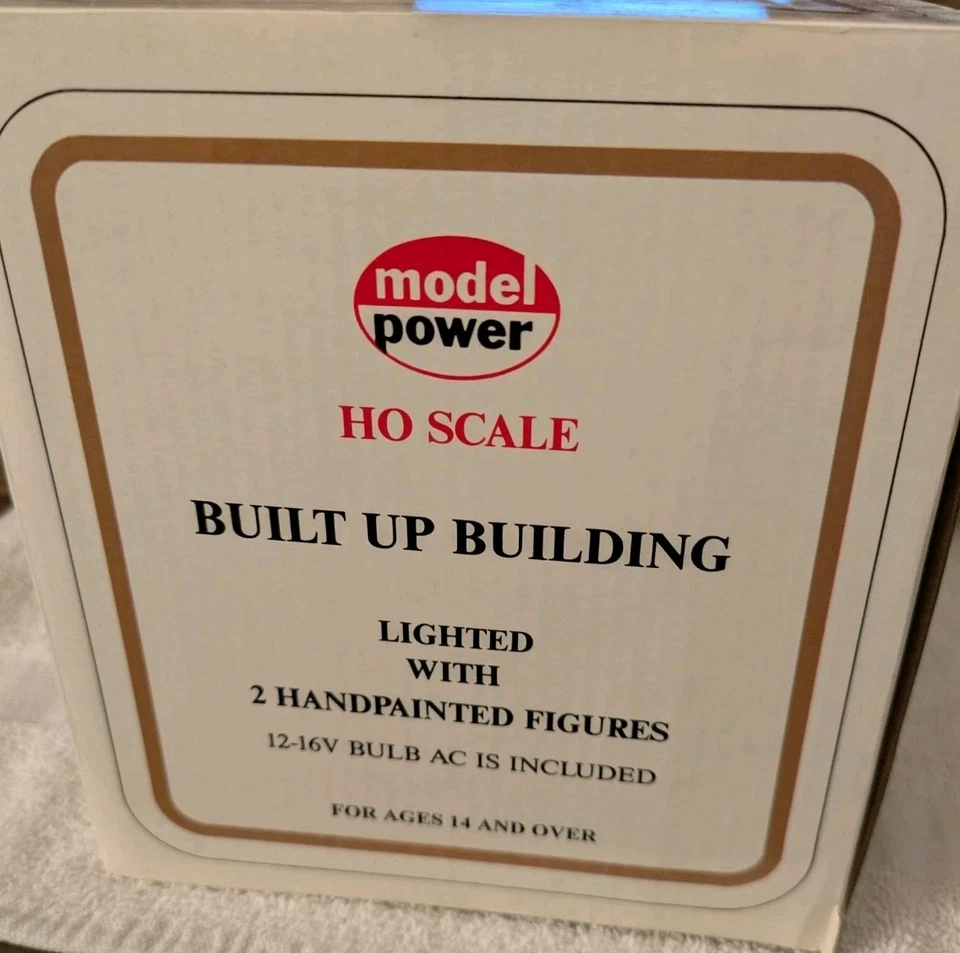 model
power
HO SCALE
BUILT UP BUILDING
LIGHTED
WITH
2 HANDPAINTED FIGURES
12-16V BULB AC IS INCLUDED
FOR AGES 14 AND OVER